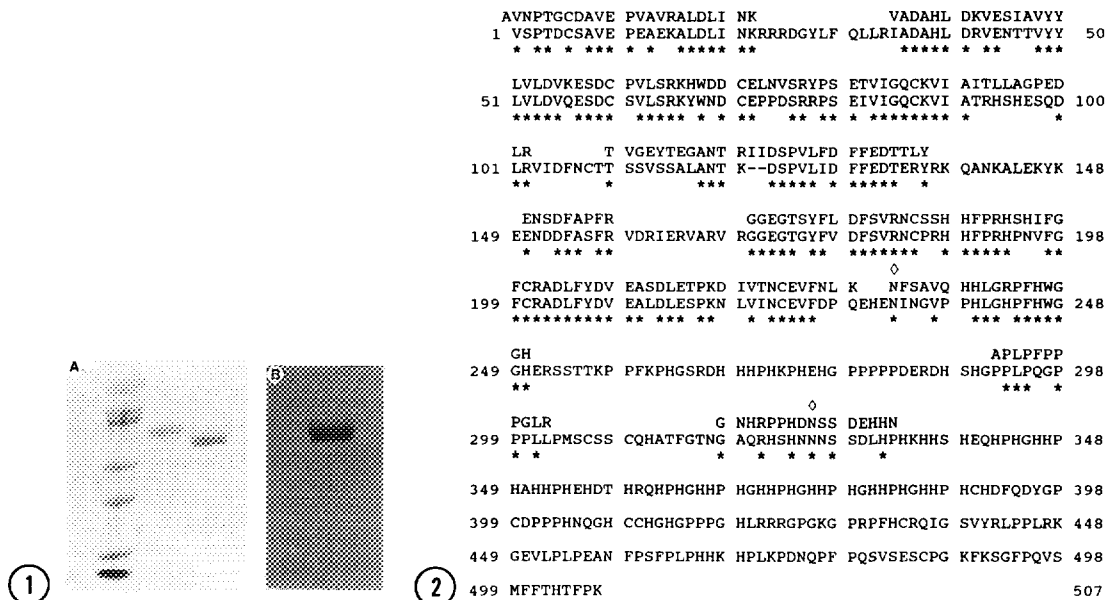 AVNPTGCDAVE PVAVRALDLI NK VADAHL DKVESIAVYY
1 VSPTDCSAVE PEAEKALDLI NKRRRDGYLF QLLRIADAHL DRVENTTVYY 50
* ** * *** * * ***** ** ***** * ** ***
LVLDVKESDC PVLSRKHWDD CELNVSRYPS ETVIGQCKVI AITLLAGPED
51 LVLDVQESDC SVLSRKYWND CEPPDSRRPS EIVIGQCKVI ATRHSHESQD 100
***** **** ***** * * ** ** ** * ******* * *
LR T VGEYTEGANT RIIDSPVLFD FFEDTTLY
101 LRVIDFNCTT SSVSSALANT K--DSPVLID FFEDTERYRK QANKALEKYK 148
** * *** ***** * ***** *
ENSDFAPFR GGEGTSYFL DFSVRNCSSH HFPRHSHIFG
149 EENDDFASFR VDRIERVARV RGGEGTGYFV DFSVRNCPRH HFPRHPNVFG 198
* *** ** ***** ** ******* * ***** **
◊
FCRADLFYDV EASDLETPKD IVTNCEVFNL K NFSAVQ HHLGRPFHWG
199 FCRADLFYDV EALDLESPKN LVINCEVFDP QEHENINGVP PHLGHPFHWG 248
********** ** *** ** * ***** * * *** *****
GH APLPFPP
249 GHERSSTTKP PFKPHGSRDH HHPHKPHEHG PPPPPDERDH SHGPPLPQGP 298
** *** *
◊
PGLR G NHRPPHDNSS DEHHN
299 PPLLPMSCSS CQHATFGTNG AQRHSHNNNS SDLHPHKHHS HEQHPHGHHP 348
* * * * * * * *
349 HAHHPHEHDT HRQHPHGHHP HGHHPHGHHP HGHHPHGHHP HCHDFQDYGP 398
399 CDPPPHNQGH CCHGHGPPPG HLRRRGPGKG PRPFHCRQIG SVYRLPPLRK 448
449 GEVLPLPEAN FPSFPLPHHK HPLKPDNQPF PQSVSESCPG KFKSGFPQVS 498
499 MFFTHTFPK 507
A
B
1
2